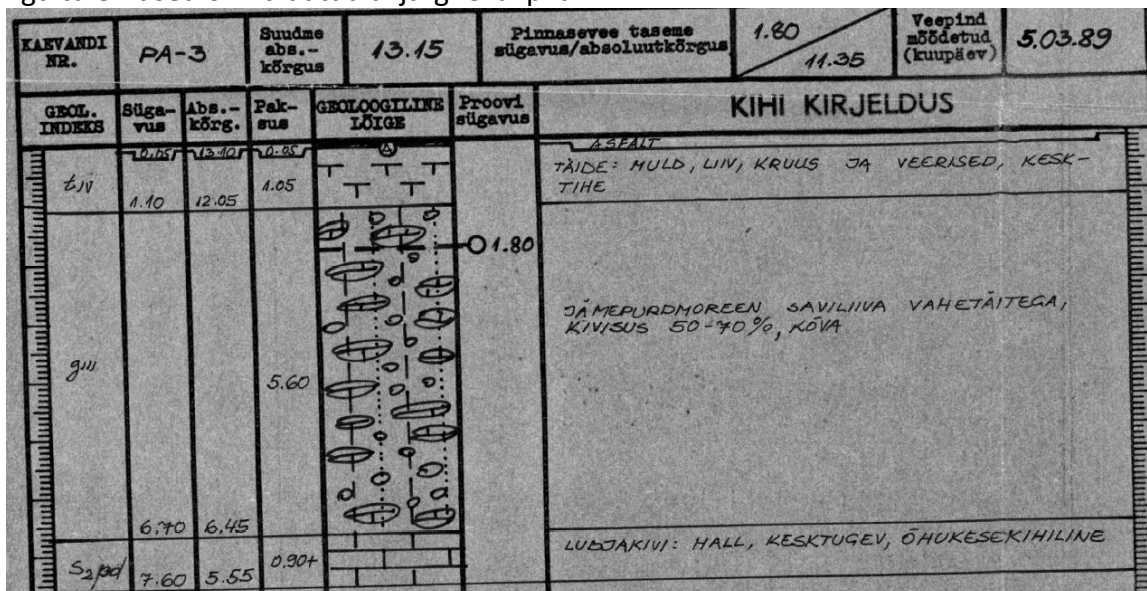 KAEVANDI NR. PA-3 Suudme abs.-kõrgus 13.15 Pinnasevee taseme sügavus/absoluutkõrgus 1.80 11.35 Veepind mõõdetud (kuupäev) 5.03.89
GEOL. INDEKS Süga-vus Abs.-kõrg. Pak-sus GEOLOOGILINE LÕIGE Proovi sügavus KIHI KIRJELDUS
0.05 13.10 0.05 ASFALT
tIV 1.10 12.05 1.05 TÄIDE: MULD, LIIV, KRUUS JA VEERISED, KESK-
TIHE
1.80
gIII 6.70 6.45 5.60 JÄMEPURDMOREEN SAVILIIVA VAHETÄITEGA,
KIVISUS 50-70%, KÕVA
S2pd 7.60 5.55 0.90+ LUBJAKIVI: HALL, KESKTUGEV, ÕHUKESEKIHILINE